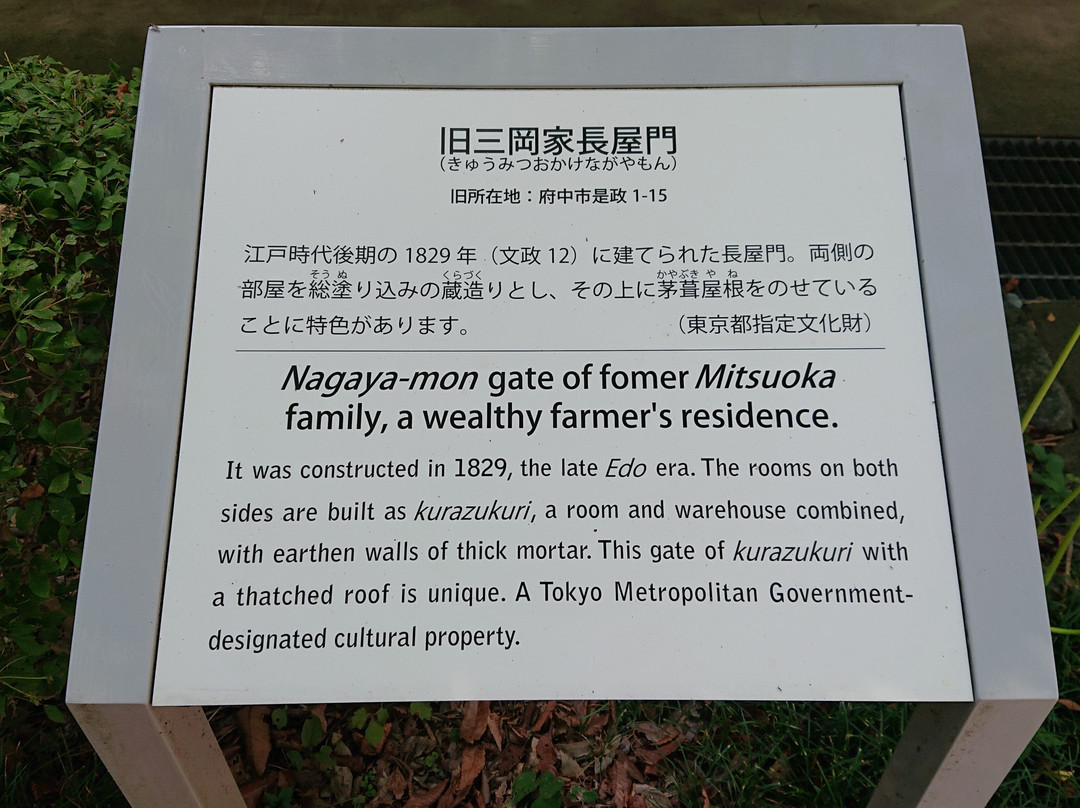 旧三岡家長屋門
(きゅうみつおかけながやもん)
旧所在地：府中市是政 1-15
江戸時代後期の 1829 年（文政 12）に建てられた長屋門。両側の
そう ぬ くらづく かやぶき や ね
部屋を総塗り込みの蔵造りとし、その上に茅葺屋根をのせている
ことに特色があります。 （東京都指定文化財）
Nagaya-mon gate of fomer Mitsuoka
family, a wealthy farmer's residence.
It was constructed in 1829, the late Edo era. The rooms on both
sides are built as kurazukuri, a room and warehouse combined,
with earthen walls of thick mortar. This gate of kurazukuri with
a thatched roof is unique. A Tokyo Metropolitan Government-
designated cultural property.